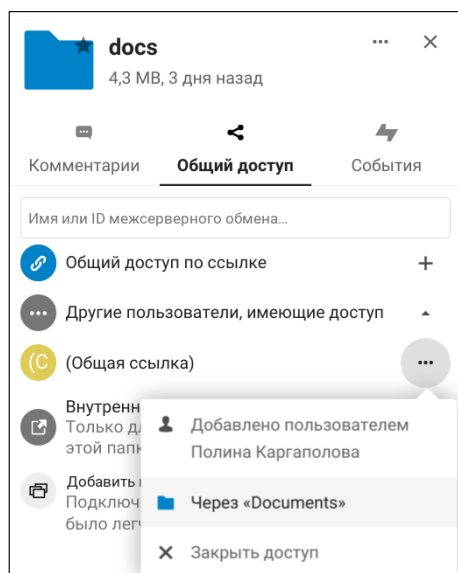 docs
4,3 MB, 3 дня назад
Комментарии
Общий доступ
События
Имя или ID межсерверного обмена…
Общий доступ по ссылке
Другие пользователи, имеющие доступ
(C
(Общая ссылка)
Внутренн
Только д
этой папк
Добавлено пользователем
Полина Каргаполова
Добавить
Подключ
было лег
Через «Documents»
Закрыть доступ